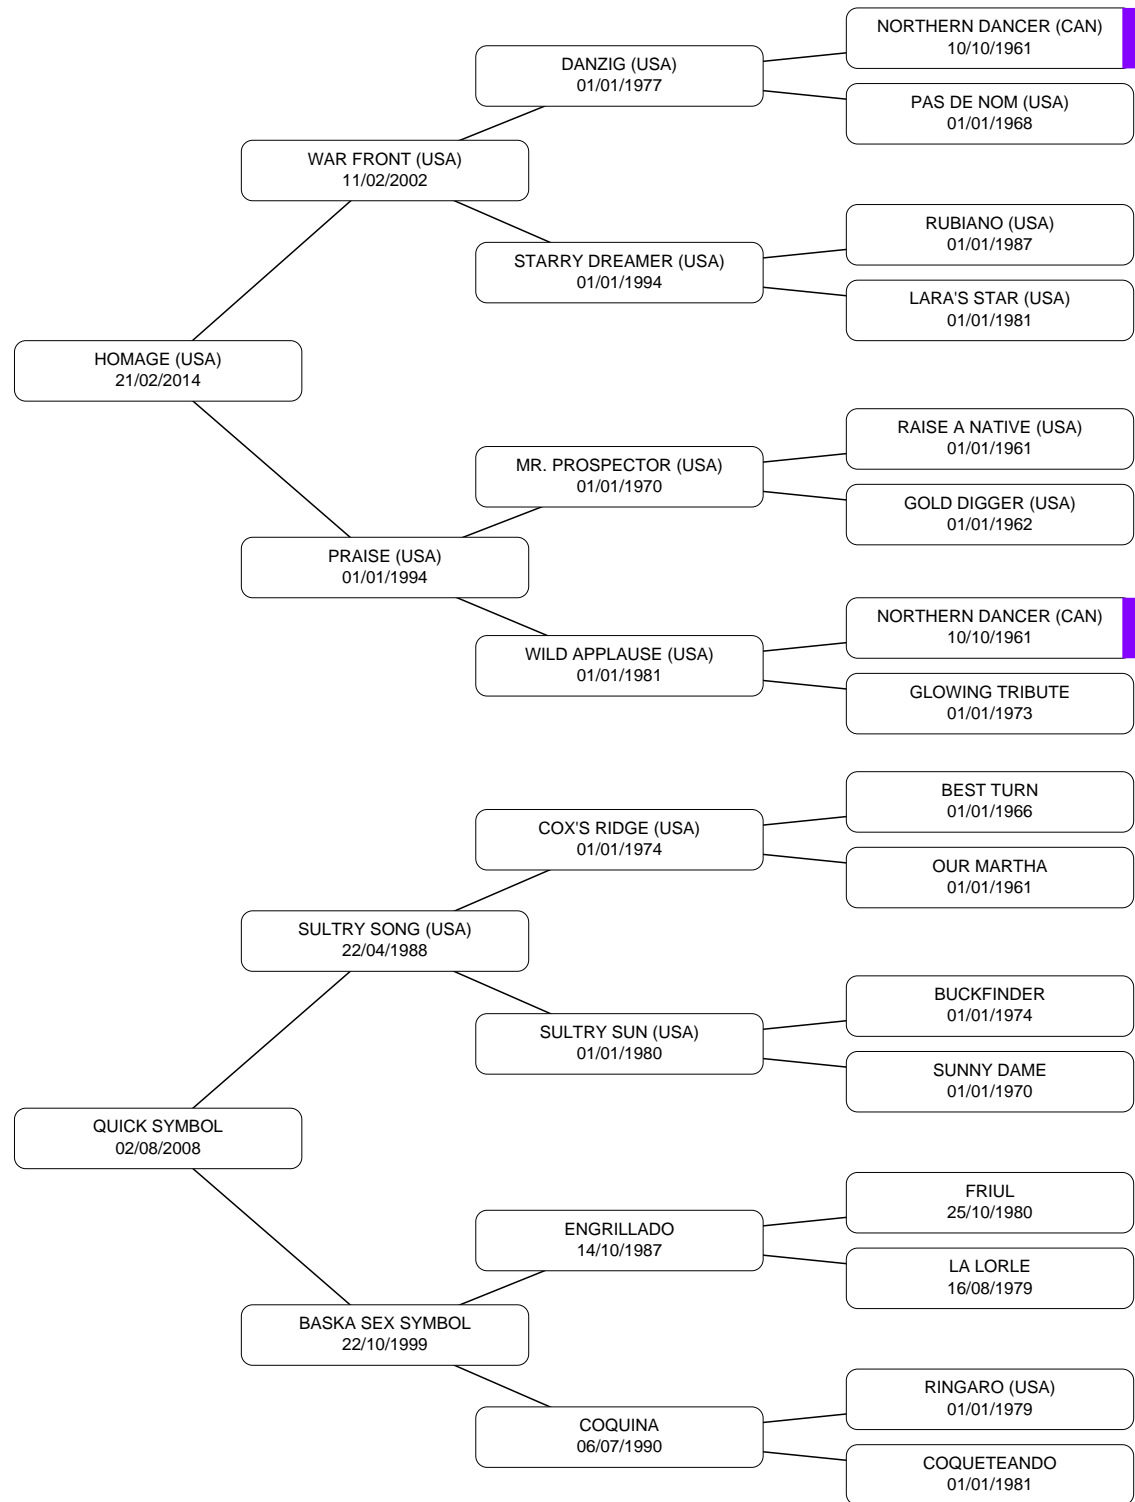 NORTHERN DANCER (CAN)
10/10/1961
DANZIG (USA)
01/01/1977
PAS DE NOM (USA)
01/01/1968
WAR FRONT (USA)
11/02/2002
RUBIANO (USA)
01/01/1987
STARRY DREAMER (USA)
01/01/1994
LARA'S STAR (USA)
01/01/1981
HOMAGE (USA)
21/02/2014
RAISE A NATIVE (USA)
01/01/1961
MR. PROSPECTOR (USA)
01/01/1970
GOLD DIGGER (USA)
01/01/1962
PRAISE (USA)
01/01/1994
NORTHERN DANCER (CAN)
10/10/1961
WILD APPLAUSE (USA)
01/01/1981
GLOWING TRIBUTE
01/01/1973
BEST TURN
01/01/1966
COX'S RIDGE (USA)
01/01/1974
OUR MARTHA
01/01/1961
SULTRY SONG (USA)
22/04/1988
BUCKFINDER
01/01/1974
SULTRY SUN (USA)
01/01/1980
SUNNY DAME
01/01/1970
QUICK SYMBOL
02/08/2008
FRIUL
25/10/1980
ENGRILLADO
14/10/1987
LA LORLE
16/08/1979
BASKA SEX SYMBOL
22/10/1999
RINGARO (USA)
01/01/1979
COQUINA
06/07/1990
COQUETEANDO
01/01/1981